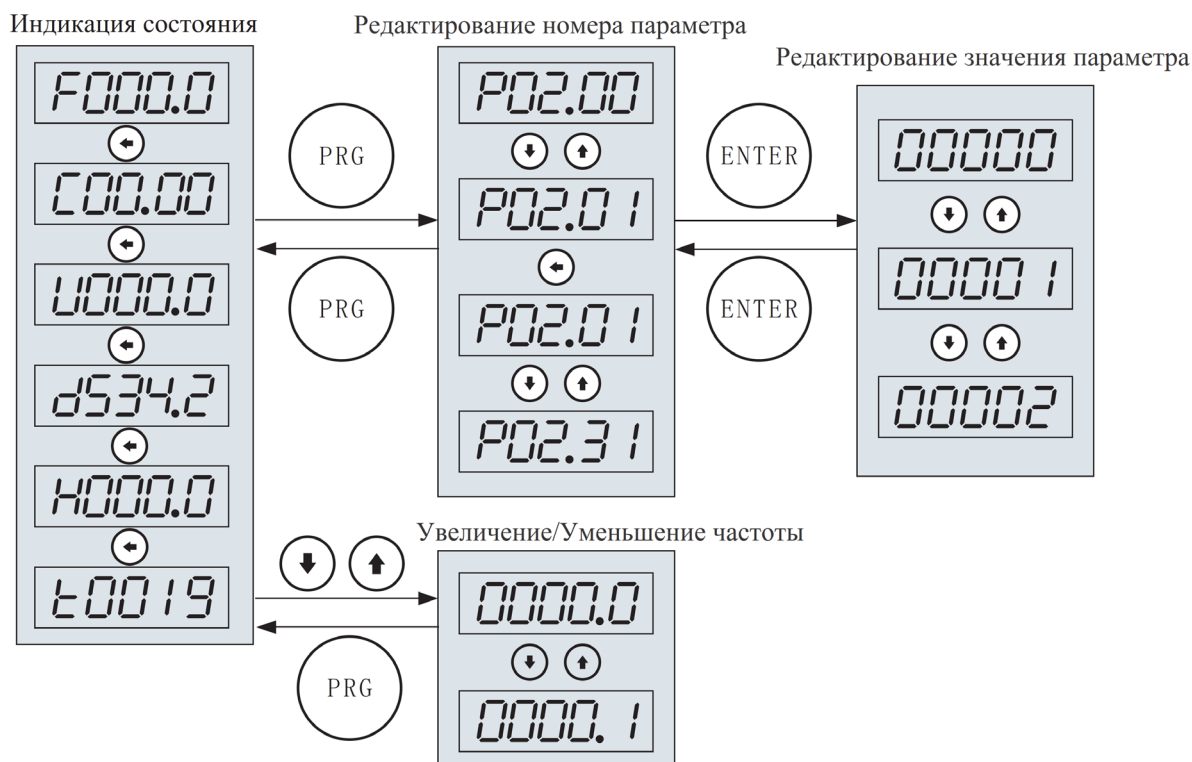 Индикация состояния
Редактирование номера параметра
Редактирование значения параметра
F000.0
C00.00
U000.0
d534.2
H000.0
t0019
PRG
PRG
P02.00
P02.01
P02.01
P02.31
ENTER
ENTER
00000
00001
00002
Увеличение/Уменьшение частоты
PRG
0000.0
0000.1